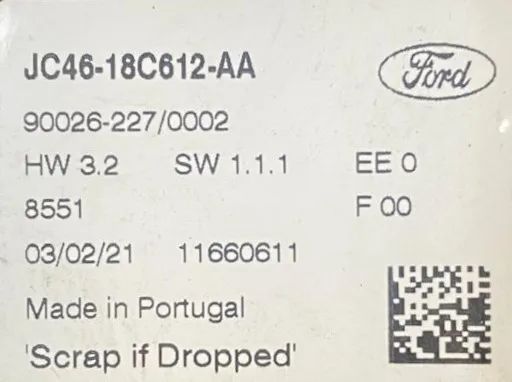 JC46-18C612-AA
Ford
90026-227/0002
HW 3.2 SW 1.1.1 EE 0
8551 F 00
03/02/21 11660611
Made in Portugal
'Scrap if Dropped'